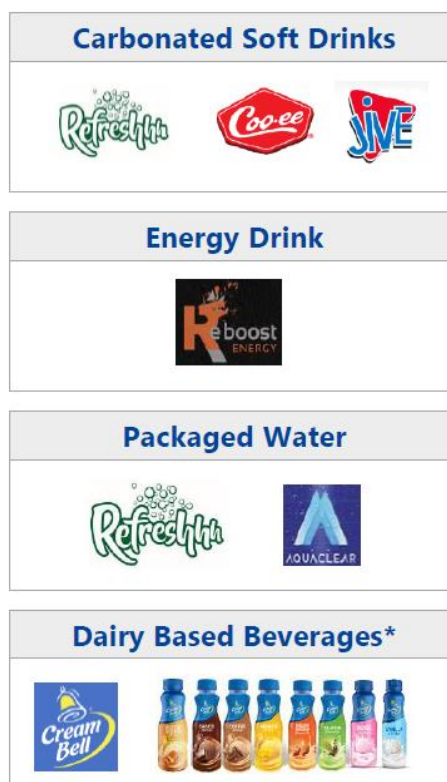 Carbonated Soft Drinks
Refreshhh
Coo-ee
JIVE
Energy Drink
Reboost
ENERGY
Packaged Water
Refreshhh
AQUACLEAR
Dairy Based Beverages*
Cream
Bell